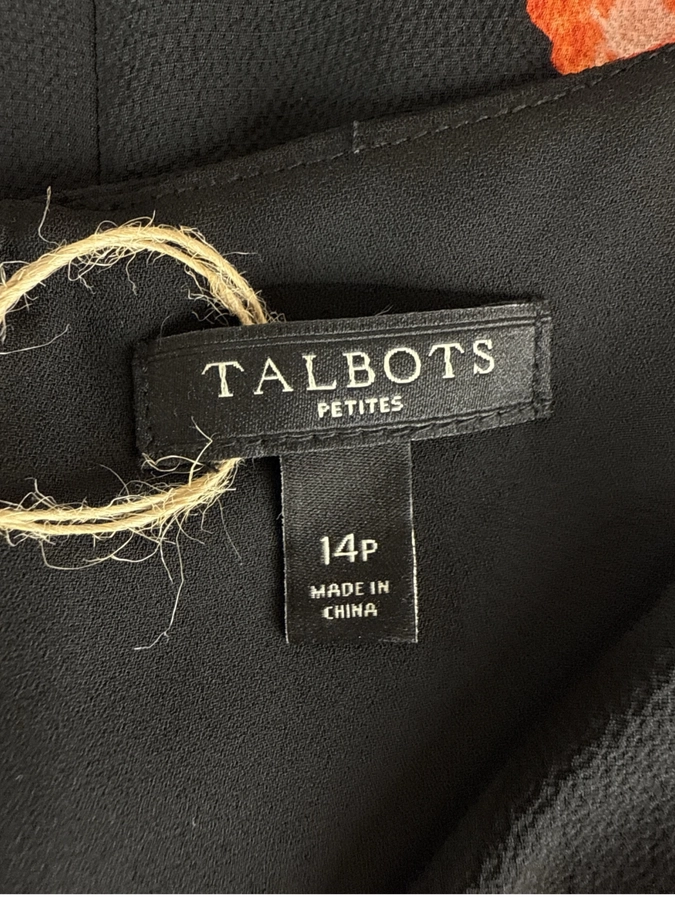 TALBOTS
PETITES
14P
MADE IN
CHINA